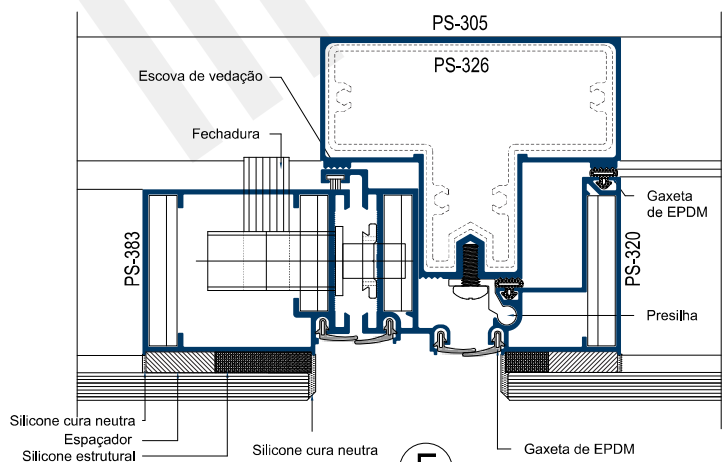 PS-305
PS-326
Escova de vedação
Fechadura
Gaxeta
de EPDM
PS-383
PS-320
Presilha
Silicone cura neutra
Espaçador
Silicone estrutural
Silicone cura neutra
Gaxeta de EPDM